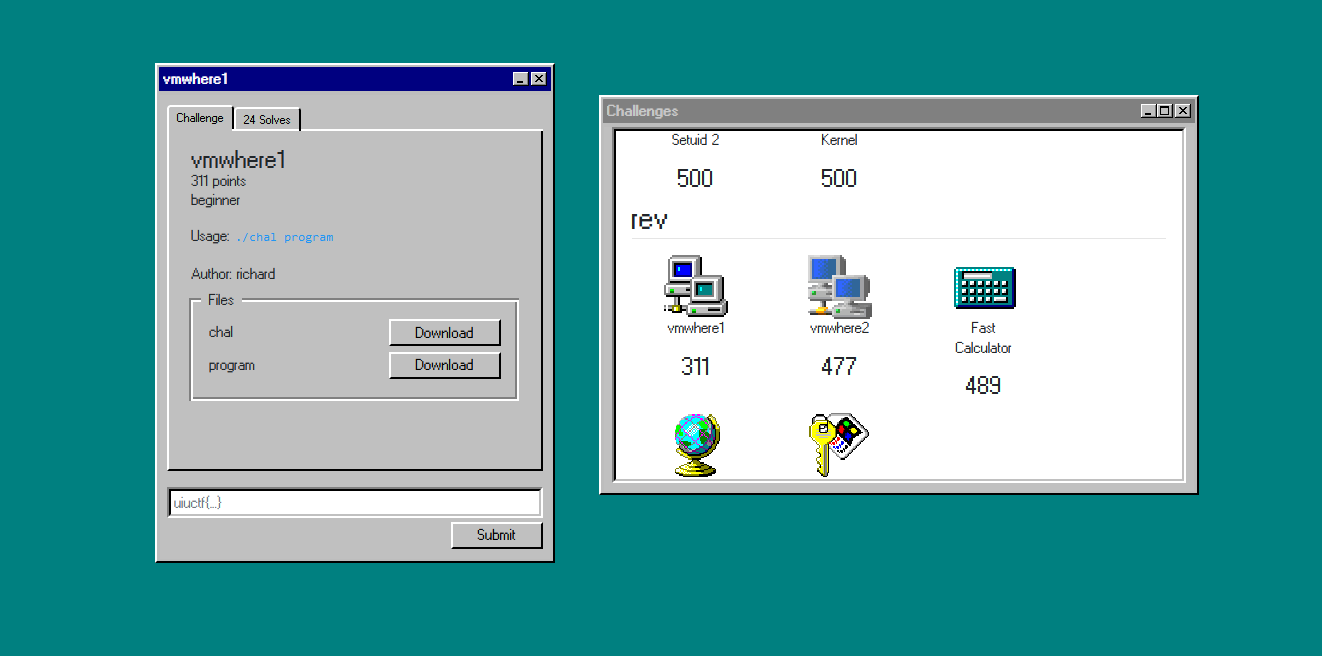 vmwhere1
Challenge
24 Solves
vmwhere1
311 points
beginner
Usage: ./chal program
Author: richard
Files
chal
Download
program
Download
uiuctf{...}
Submit
Challenges
Setuid 2
Kernel
500
500
rev
vmwhere1
vmwhere2
Fast
Calculator
311
477
489